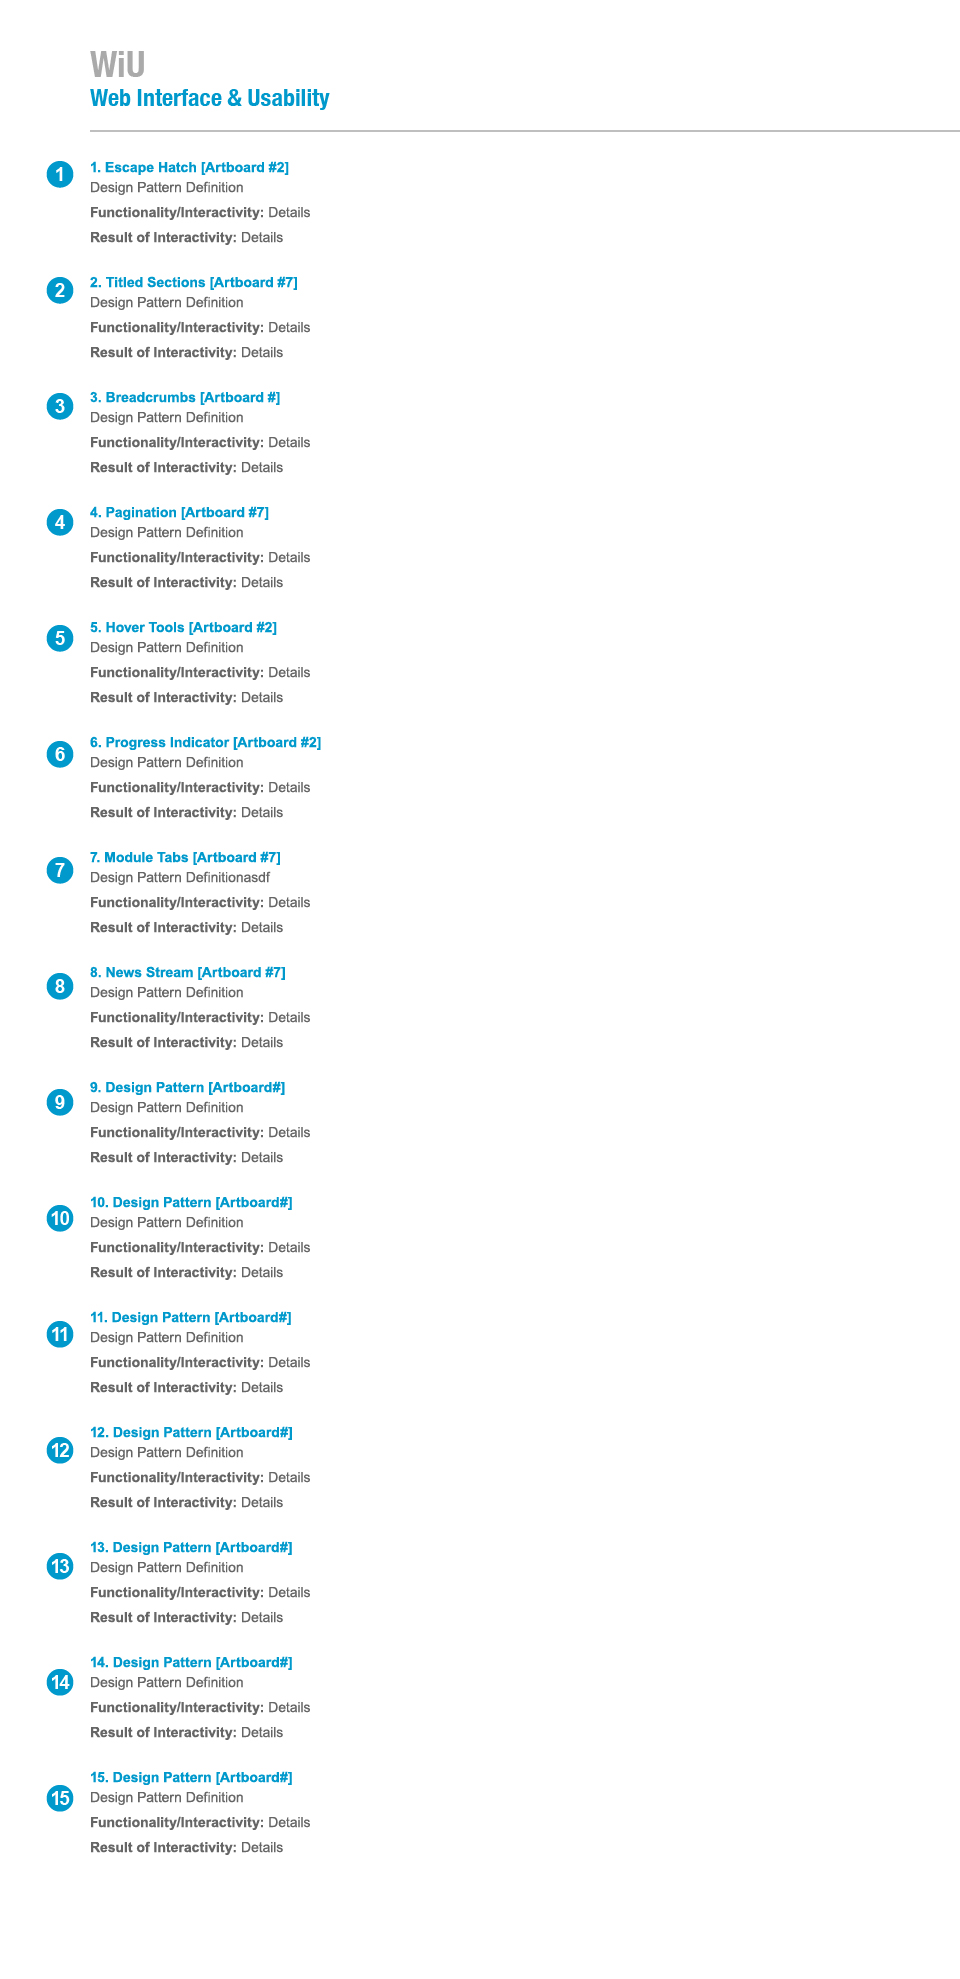 WiU
Web Interface & Usability
1
1. Escape Hatch [Artboard #2]
Design Pattern Definition
Functionality/Interactivity: Details
Result of Interactivity: Details
2
2. Titled Sections [Artboard #7]
Design Pattern Definition
Functionality/Interactivity: Details
Result of Interactivity: Details
3
3. Breadcrumbs [Artboard #]
Design Pattern Definition
Functionality/Interactivity: Details
Result of Interactivity: Details
4
4. Pagination [Artboard #7]
Design Pattern Definition
Functionality/Interactivity: Details
Result of Interactivity: Details
5
5. Hover Tools [Artboard #2]
Design Pattern Definition
Functionality/Interactivity: Details
Result of Interactivity: Details
6
6. Progress Indicator [Artboard #2]
Design Pattern Definition
Functionality/Interactivity: Details
Result of Interactivity: Details
7
7. Module Tabs [Artboard #7]
Design Pattern Definitionasdf
Functionality/Interactivity: Details
Result of Interactivity: Details
8
8. News Stream [Artboard #7]
Design Pattern Definition
Functionality/Interactivity: Details
Result of Interactivity: Details
9
9. Design Pattern [Artboard#]
Design Pattern Definition
Functionality/Interactivity: Details
Result of Interactivity: Details
10
10. Design Pattern [Artboard#]
Design Pattern Definition
Functionality/Interactivity: Details
Result of Interactivity: Details
11
11. Design Pattern [Artboard#]
Design Pattern Definition
Functionality/Interactivity: Details
Result of Interactivity: Details
12
12. Design Pattern [Artboard#]
Design Pattern Definition
Functionality/Interactivity: Details
Result of Interactivity: Details
13
13. Design Pattern [Artboard#]
Design Pattern Definition
Functionality/Interactivity: Details
Result of Interactivity: Details
14
14. Design Pattern [Artboard#]
Design Pattern Definition
Functionality/Interactivity: Details
Result of Interactivity: Details
15
15. Design Pattern [Artboard#]
Design Pattern Definition
Functionality/Interactivity: Details
Result of Interactivity: Details